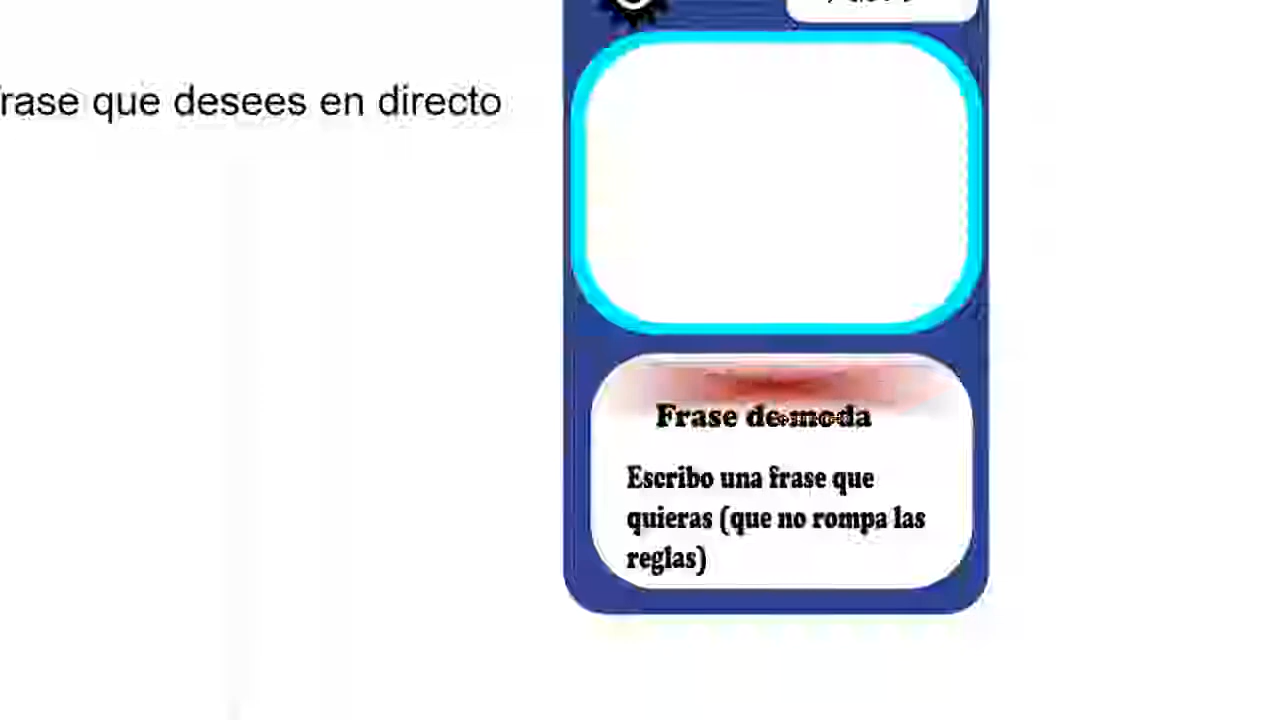 frase que desees en directo
Frase de moda
Escribo una frase que
quieras (que no rompa las
reglas)